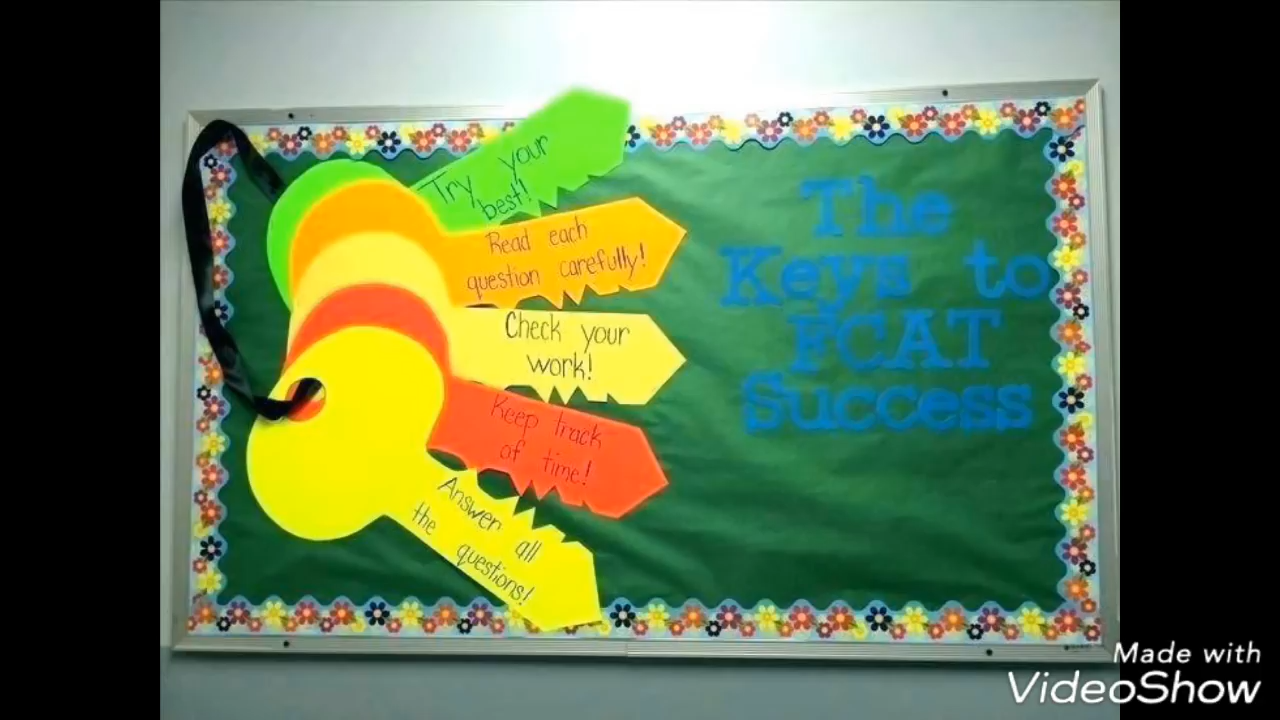 Try your
best!
Read each
question carefully!
Check your
work!
Keep track
of time!
Answer all
the questions!
The
Keys to
FCAT
Success
Made with
VideoShow